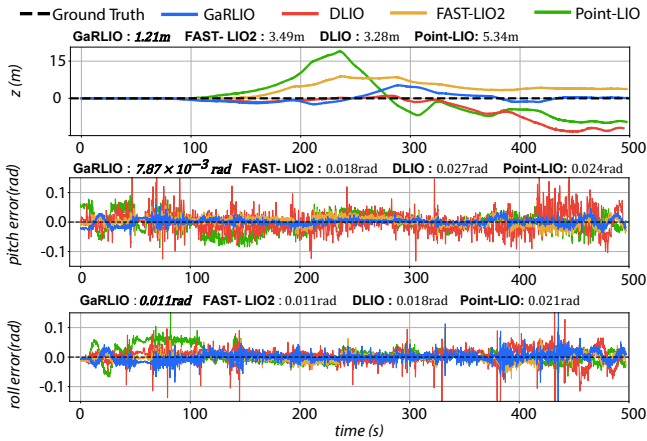 Ground Truth GaRLIO DLIO FAST-LIO2 Point-LIO
GaRLIO : 1.21m FAST- LIO2 : 3.49m DLIO : 3.28m Point-LIO: 5.34m
z (m)
15
0
0 100 200 300 400 500
GaRLIO : 7.87 × 10⁻³ rad FAST- LIO2 : 0.018rad DLIO : 0.027rad Point-LIO: 0.024rad
pitch error(rad)
0.1
0.0
-0.1
0 100 200 300 400 500
GaRLIO : 0.011rad FAST- LIO2 : 0.011rad DLIO : 0.018rad Point-LIO: 0.021rad
roll error(rad)
0.1
0.0
-0.1
0 100 200 300 400 500
time (s)